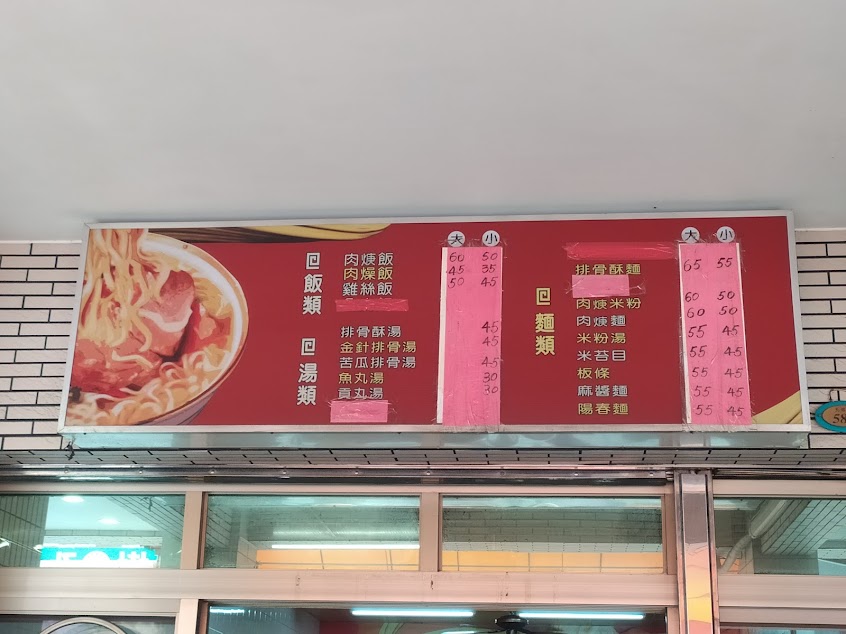 飯類
大 小
肉焿飯 60 50
肉燥飯 45 35
雞絲飯 50 45
湯類
排骨酥湯 45
金針排骨湯 45
苦瓜排骨湯 45
魚丸湯 30
貢丸湯 30
麵類
大 小
排骨酥麵 65 55
肉焿米粉 60 50
肉焿麵 60 50
米粉湯 55 45
米苔目 55 45
板條 55 45
麻醬麵 55 45
陽春麵 55 45
58